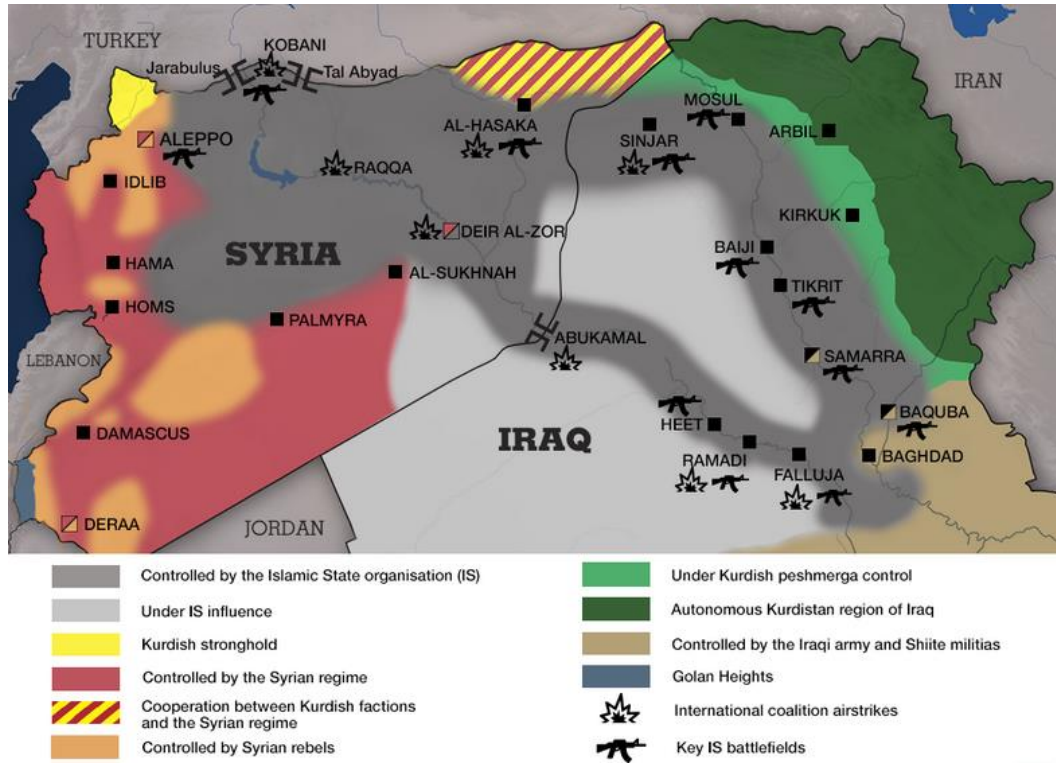 TURKEY
KOBANI
Jarabulus
Tal Abyad
IRAN
ALEPPO
AL-HASAKA
MOSUL
SINJAR
ARBIL
IDLIB
RAQQA
KIRKUK
SYRIA
DEIR AL-ZOR
BAIJI
HAMA
AL-SUKHNAH
TIKRIT
HOMS
PALMYRA
ABUKAMAL
LEBANON
SAMARRA
DAMASCUS
IRAQ
HEET
BAQUBA
RAMADI
BAGHDAD
FALLUJA
DERAA
JORDAN
Controlled by the Islamic State organisation (IS)
Under IS influence
Kurdish stronghold
Controlled by the Syrian regime
Cooperation between Kurdish factions
and the Syrian regime
Controlled by Syrian rebels
Under Kurdish peshmerga control
Autonomous Kurdistan region of Iraq
Controlled by the Iraqi army and Shiite militias
Golan Heights
International coalition airstrikes
Key IS battlefields